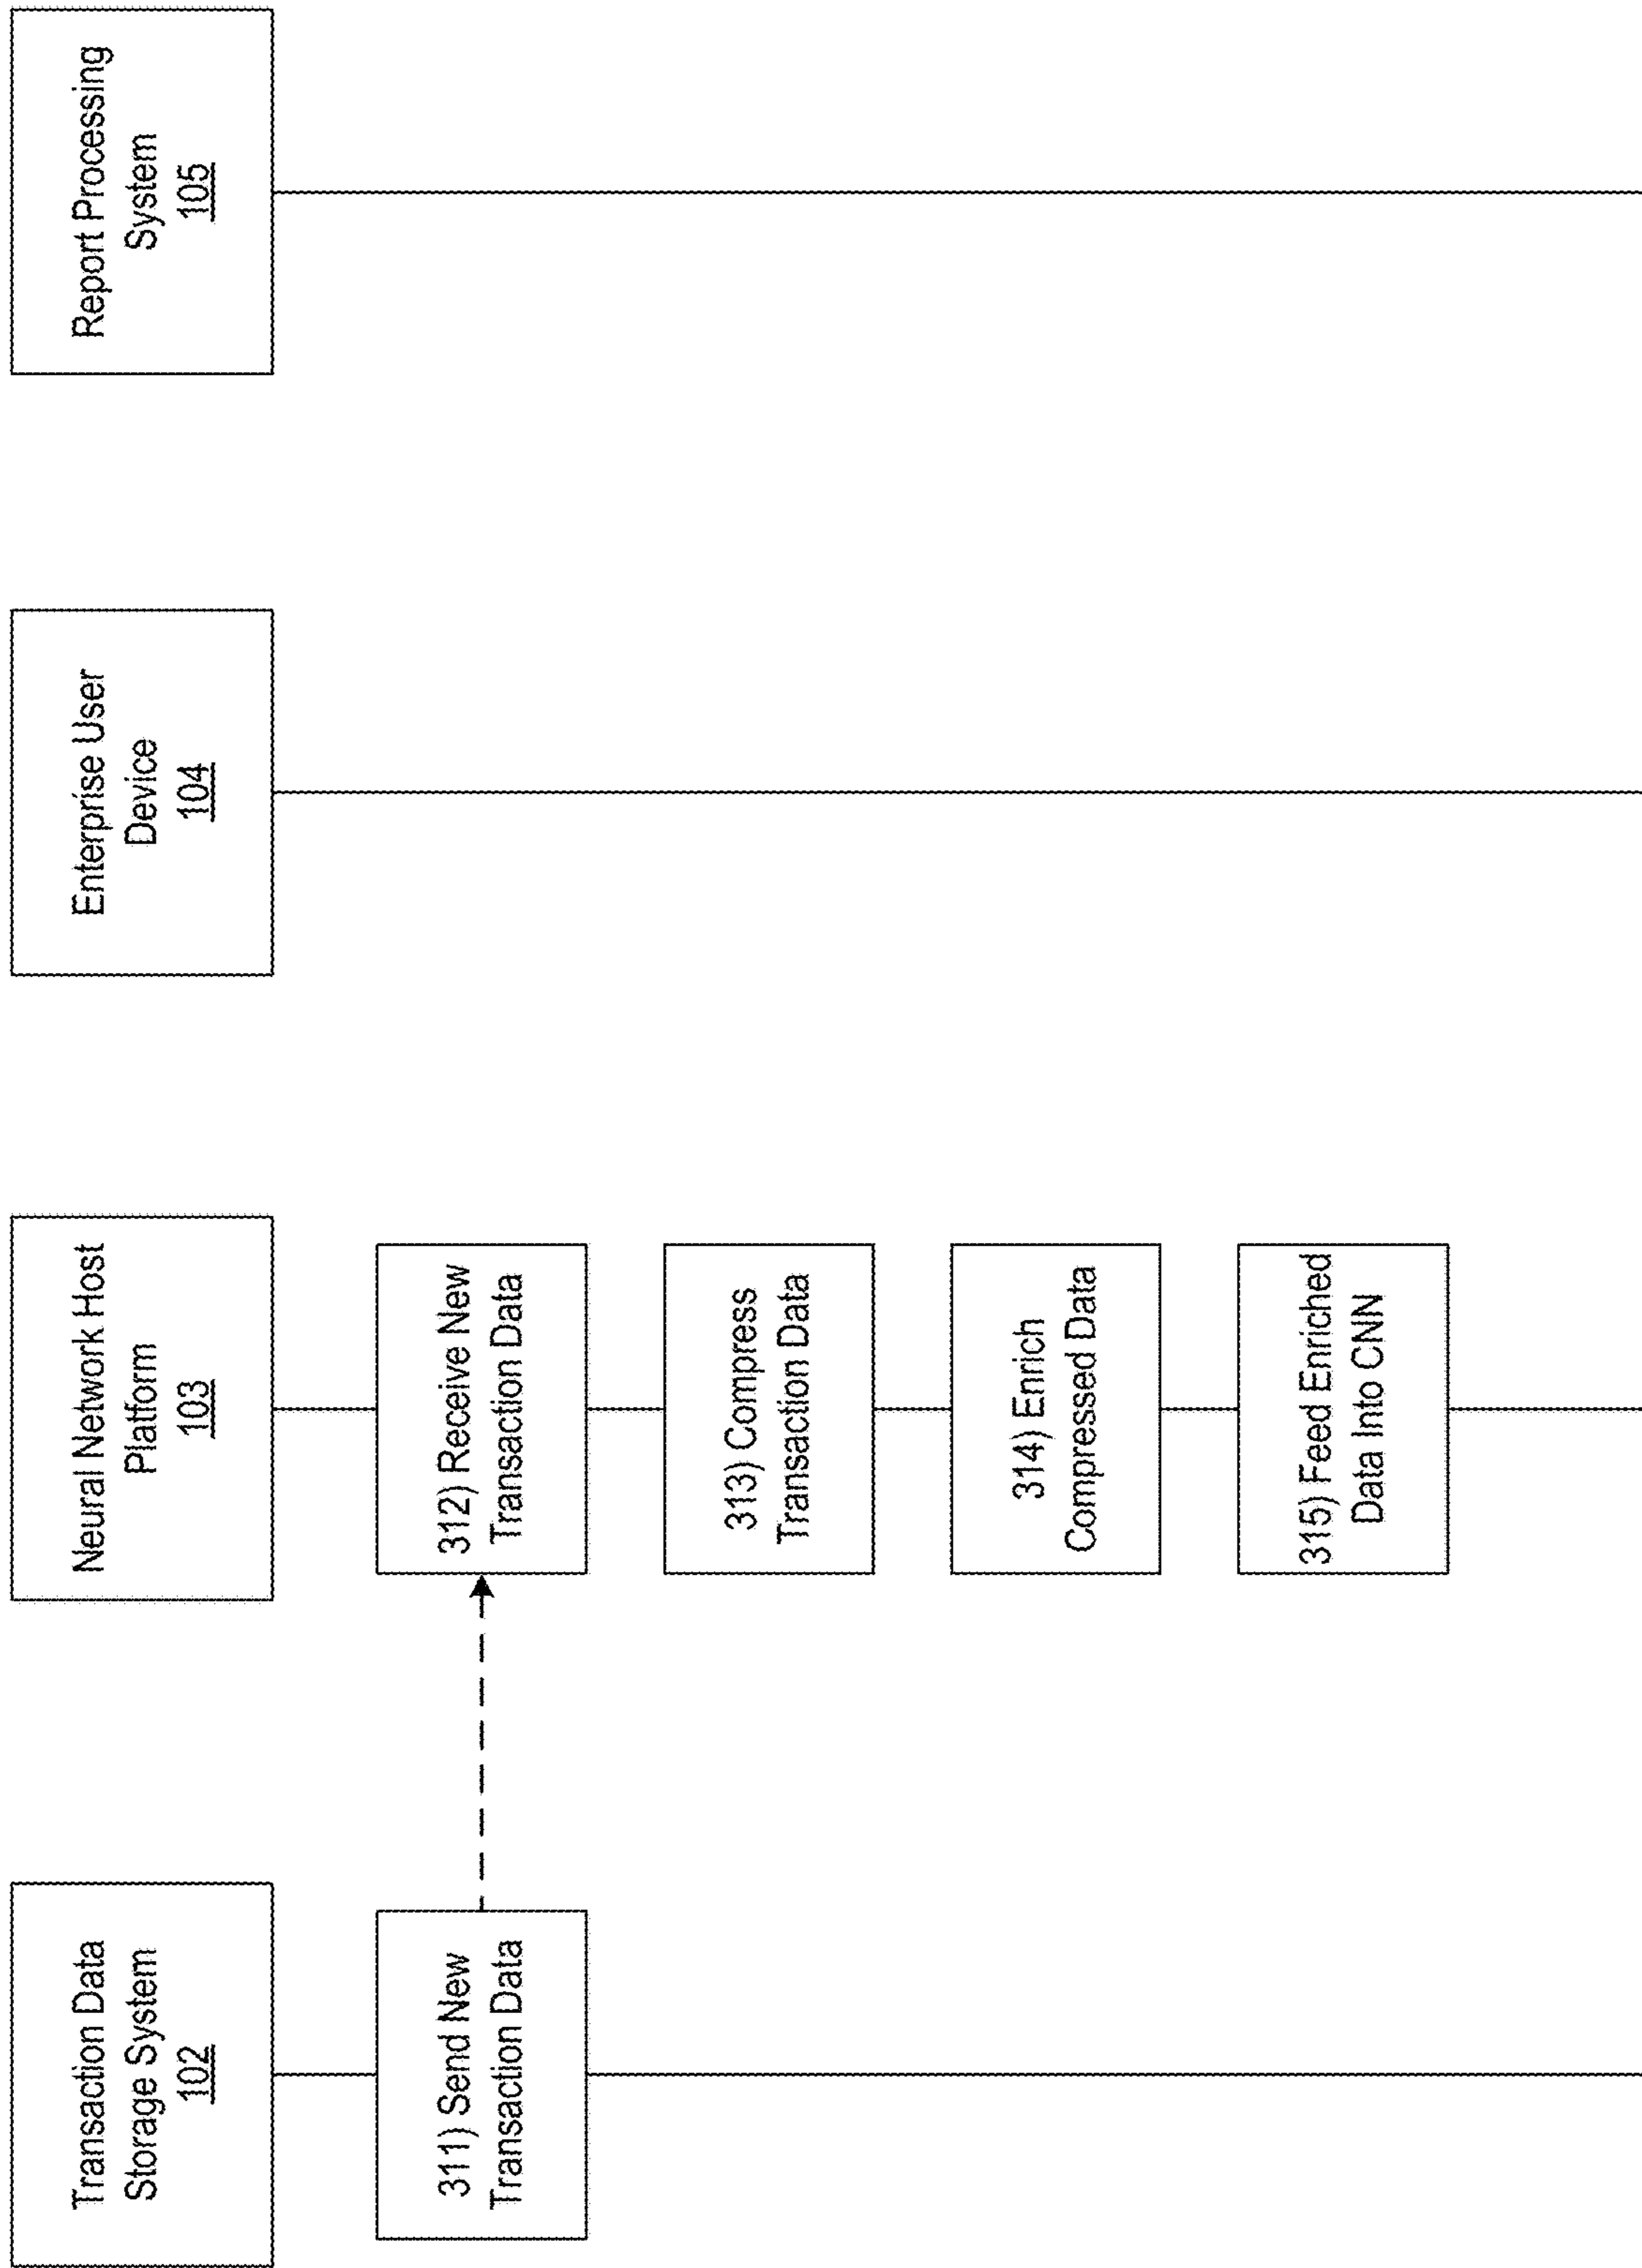 Transaction Data
Storage System
102
Neural Network Host
Platform
103
Enterprise User
Device
104
Report Processing
System
105
311) Send New
Transaction Data
312) Receive New
Transaction Data
313) Compress
Transaction Data
314) Enrich
Compressed Data
315) Feed Enriched
Data Into CNN